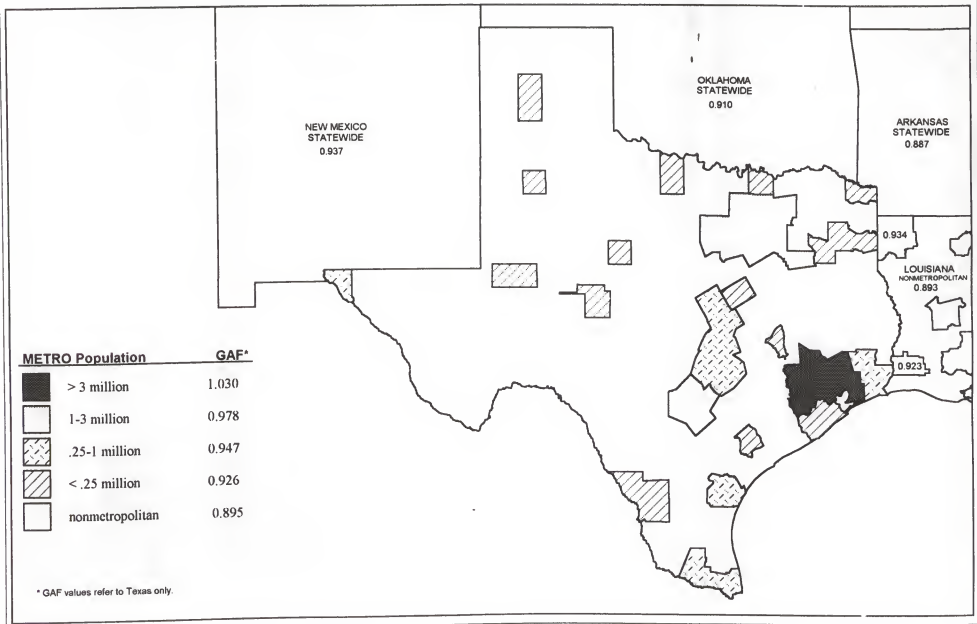 OKLAHOMA
STATEWIDE
0.910
NEW MEXICO
STATEWIDE
0.937
ARKANSAS
STATEWIDE
0.887
0.934
LOUISIANA
NONMETROPOLITAN
0.893
0.923
METRO Population GAF*
> 3 million 1.030
1-3 million 0.978
.25-1 million 0.947
< .25 million 0.926
nonmetropolitan 0.895
* GAF values refer to Texas only.